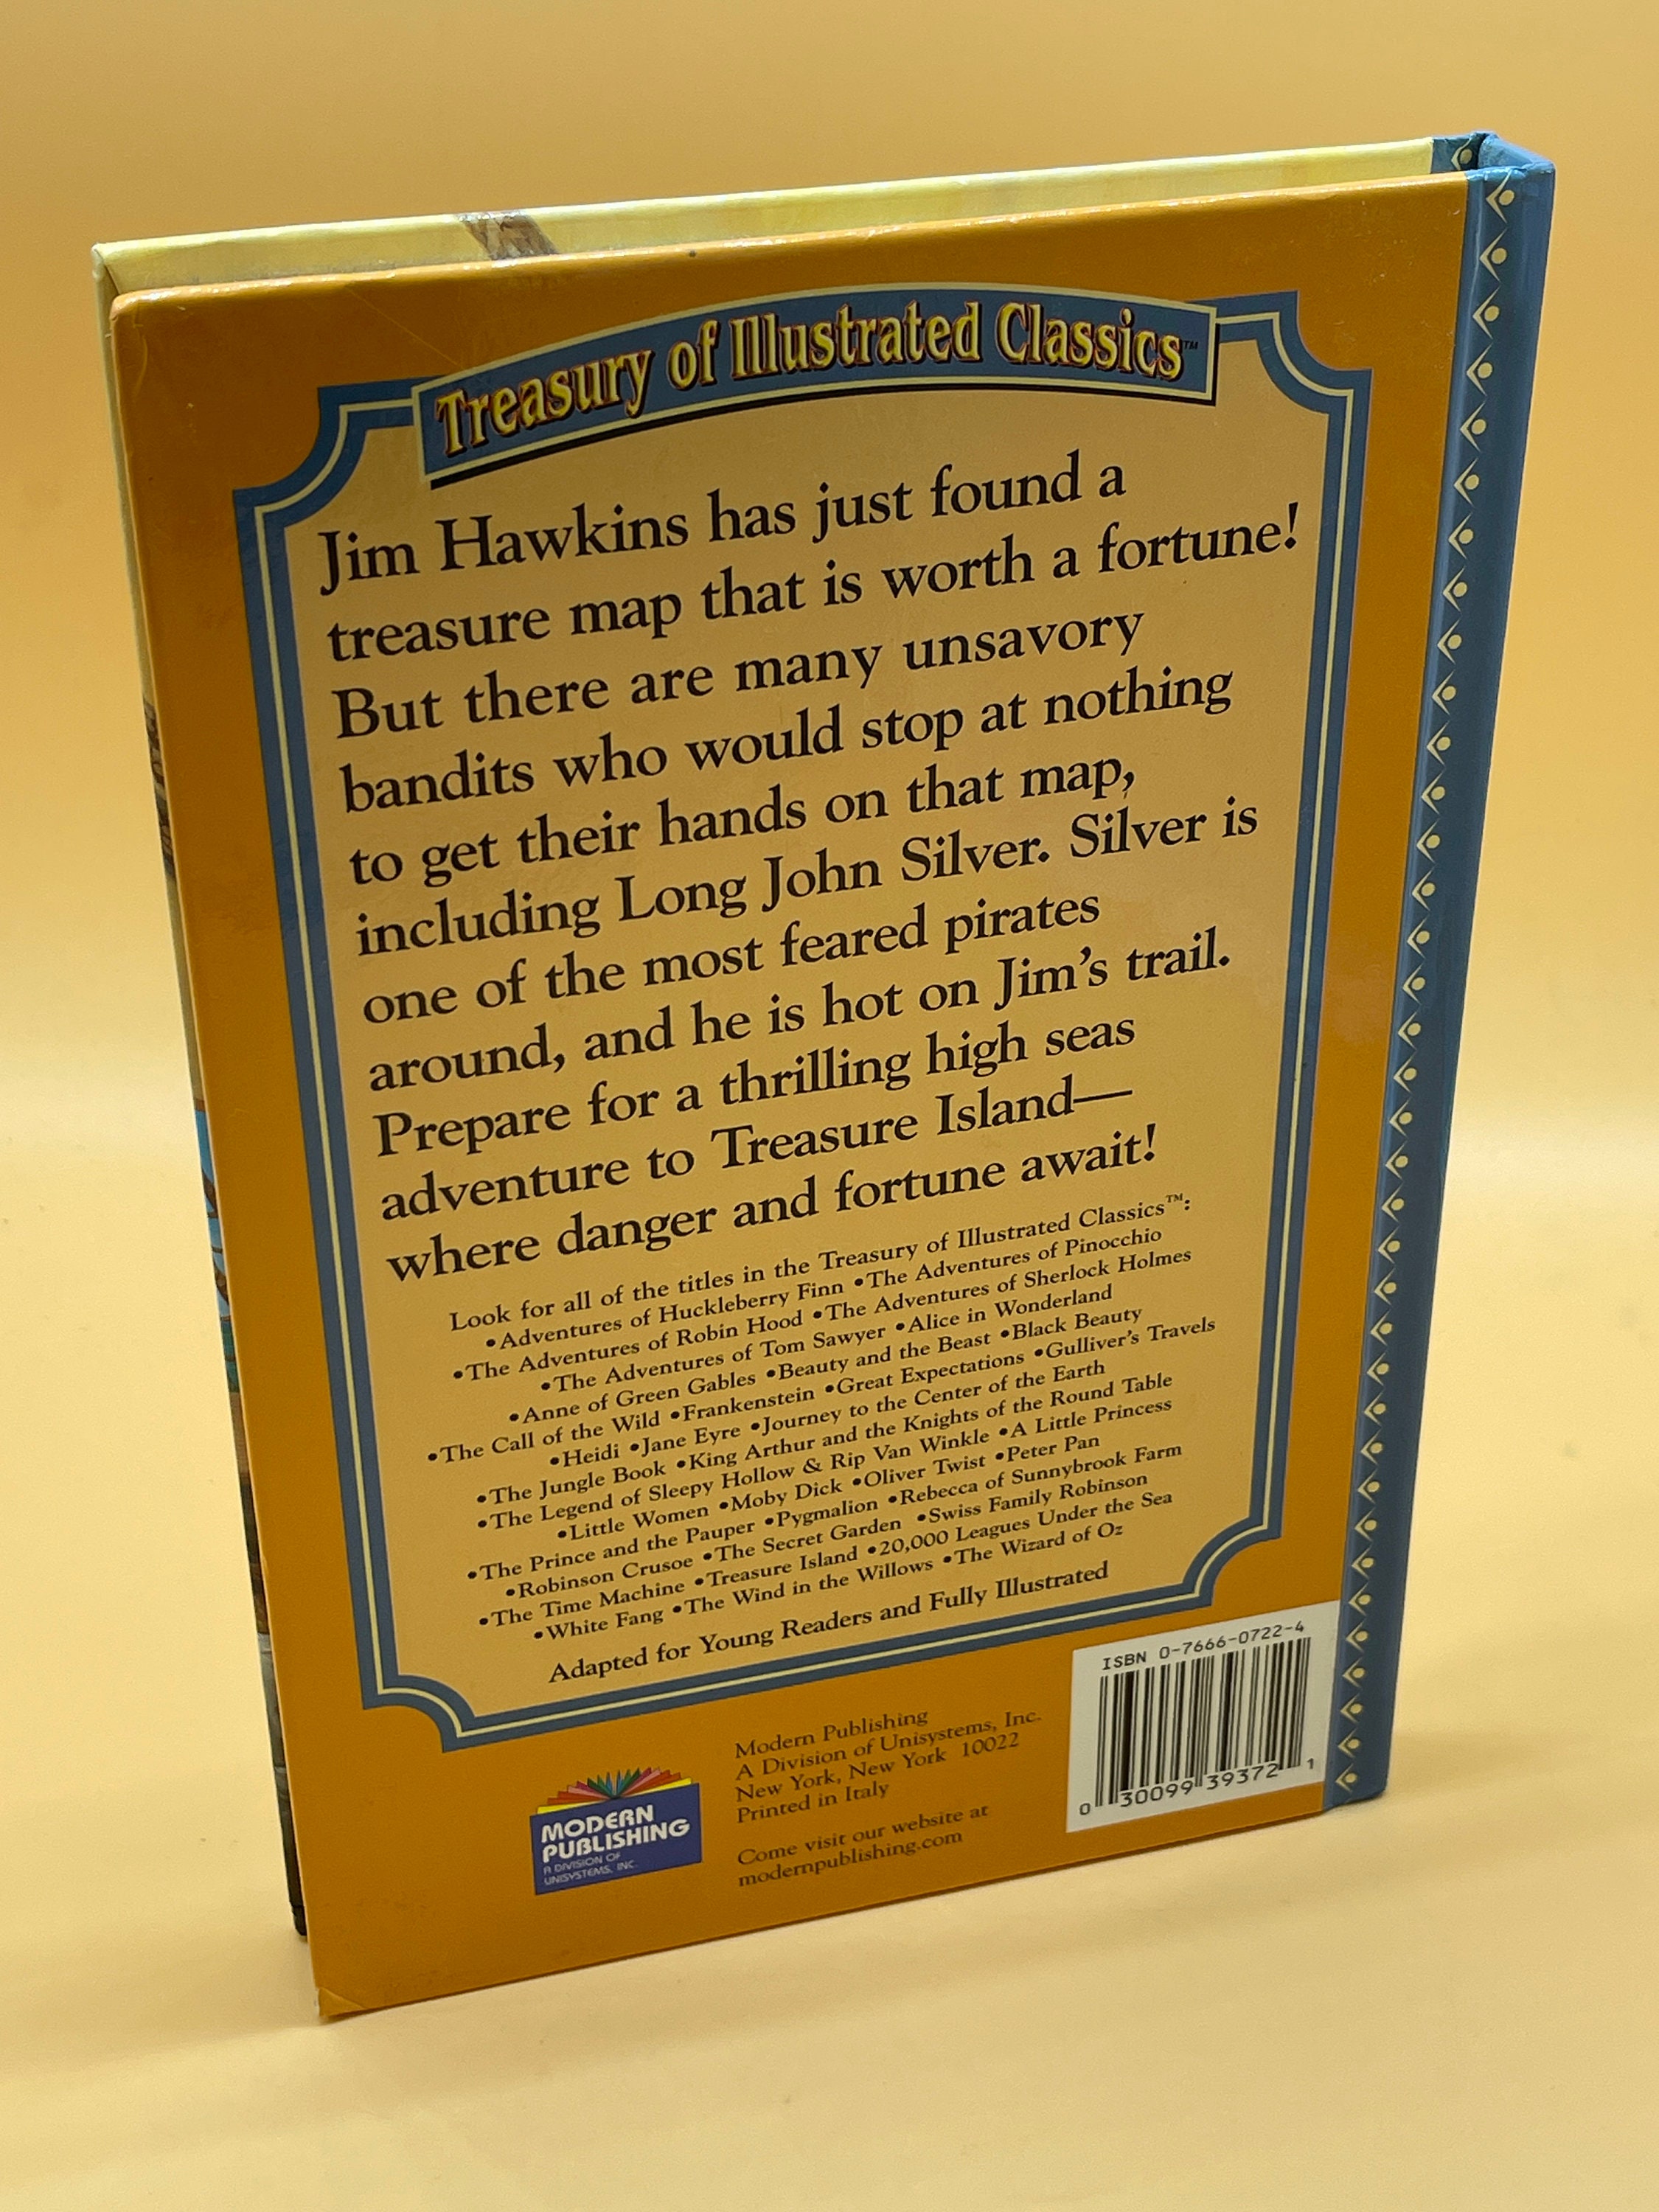 Treasury of Illustrated Classics™
Jim Hawkins has just found a
treasure map that is worth a fortune!
But there are many unsavory
bandits who would stop at nothing
to get their hands on that map,
including Long John Silver. Silver is
one of the most feared pirates
around, and he is hot on Jim's trail.
Prepare for a thrilling high seas
adventure to Treasure Island—
where danger and fortune await!
Look for all of the titles in the Treasury of Illustrated Classics™:
•Adventures of Huckleberry Finn •The Adventures of Pinocchio
•The Adventures of Robin Hood •The Adventures of Sherlock Holmes
•The Adventures of Tom Sawyer •Alice in Wonderland
•Anne of Green Gables •Beauty and the Beast •Black Beauty
•The Call of the Wild •Frankenstein •Great Expectations •Gulliver's Travels
•Heidi •Jane Eyre •Journey to the Center of the Earth
•The Jungle Book •King Arthur and the Knights of the Round Table
•The Legend of Sleepy Hollow & Rip Van Winkle •A Little Princess
•Little Women •Moby Dick •Oliver Twist •Peter Pan
•The Prince and the Pauper •Pygmalion •Rebecca of Sunnybrook Farm
•Robinson Crusoe •The Secret Garden •Swiss Family Robinson
•The Time Machine •Treasure Island •20,000 Leagues Under the Sea
•White Fang •The Wind in the Willows •The Wizard of Oz
Adapted for Young Readers and Fully Illustrated
MODERN
PUBLISHING
A DIVISION OF
UNISYSTEMS, INC.
Modern Publishing
A Division of Unisystems, Inc.
New York, New York 10022
Printed in Italy
Come visit our website at
modernpublishing.com
ISBN 0-7666-0722-4
0 30099 39372 1